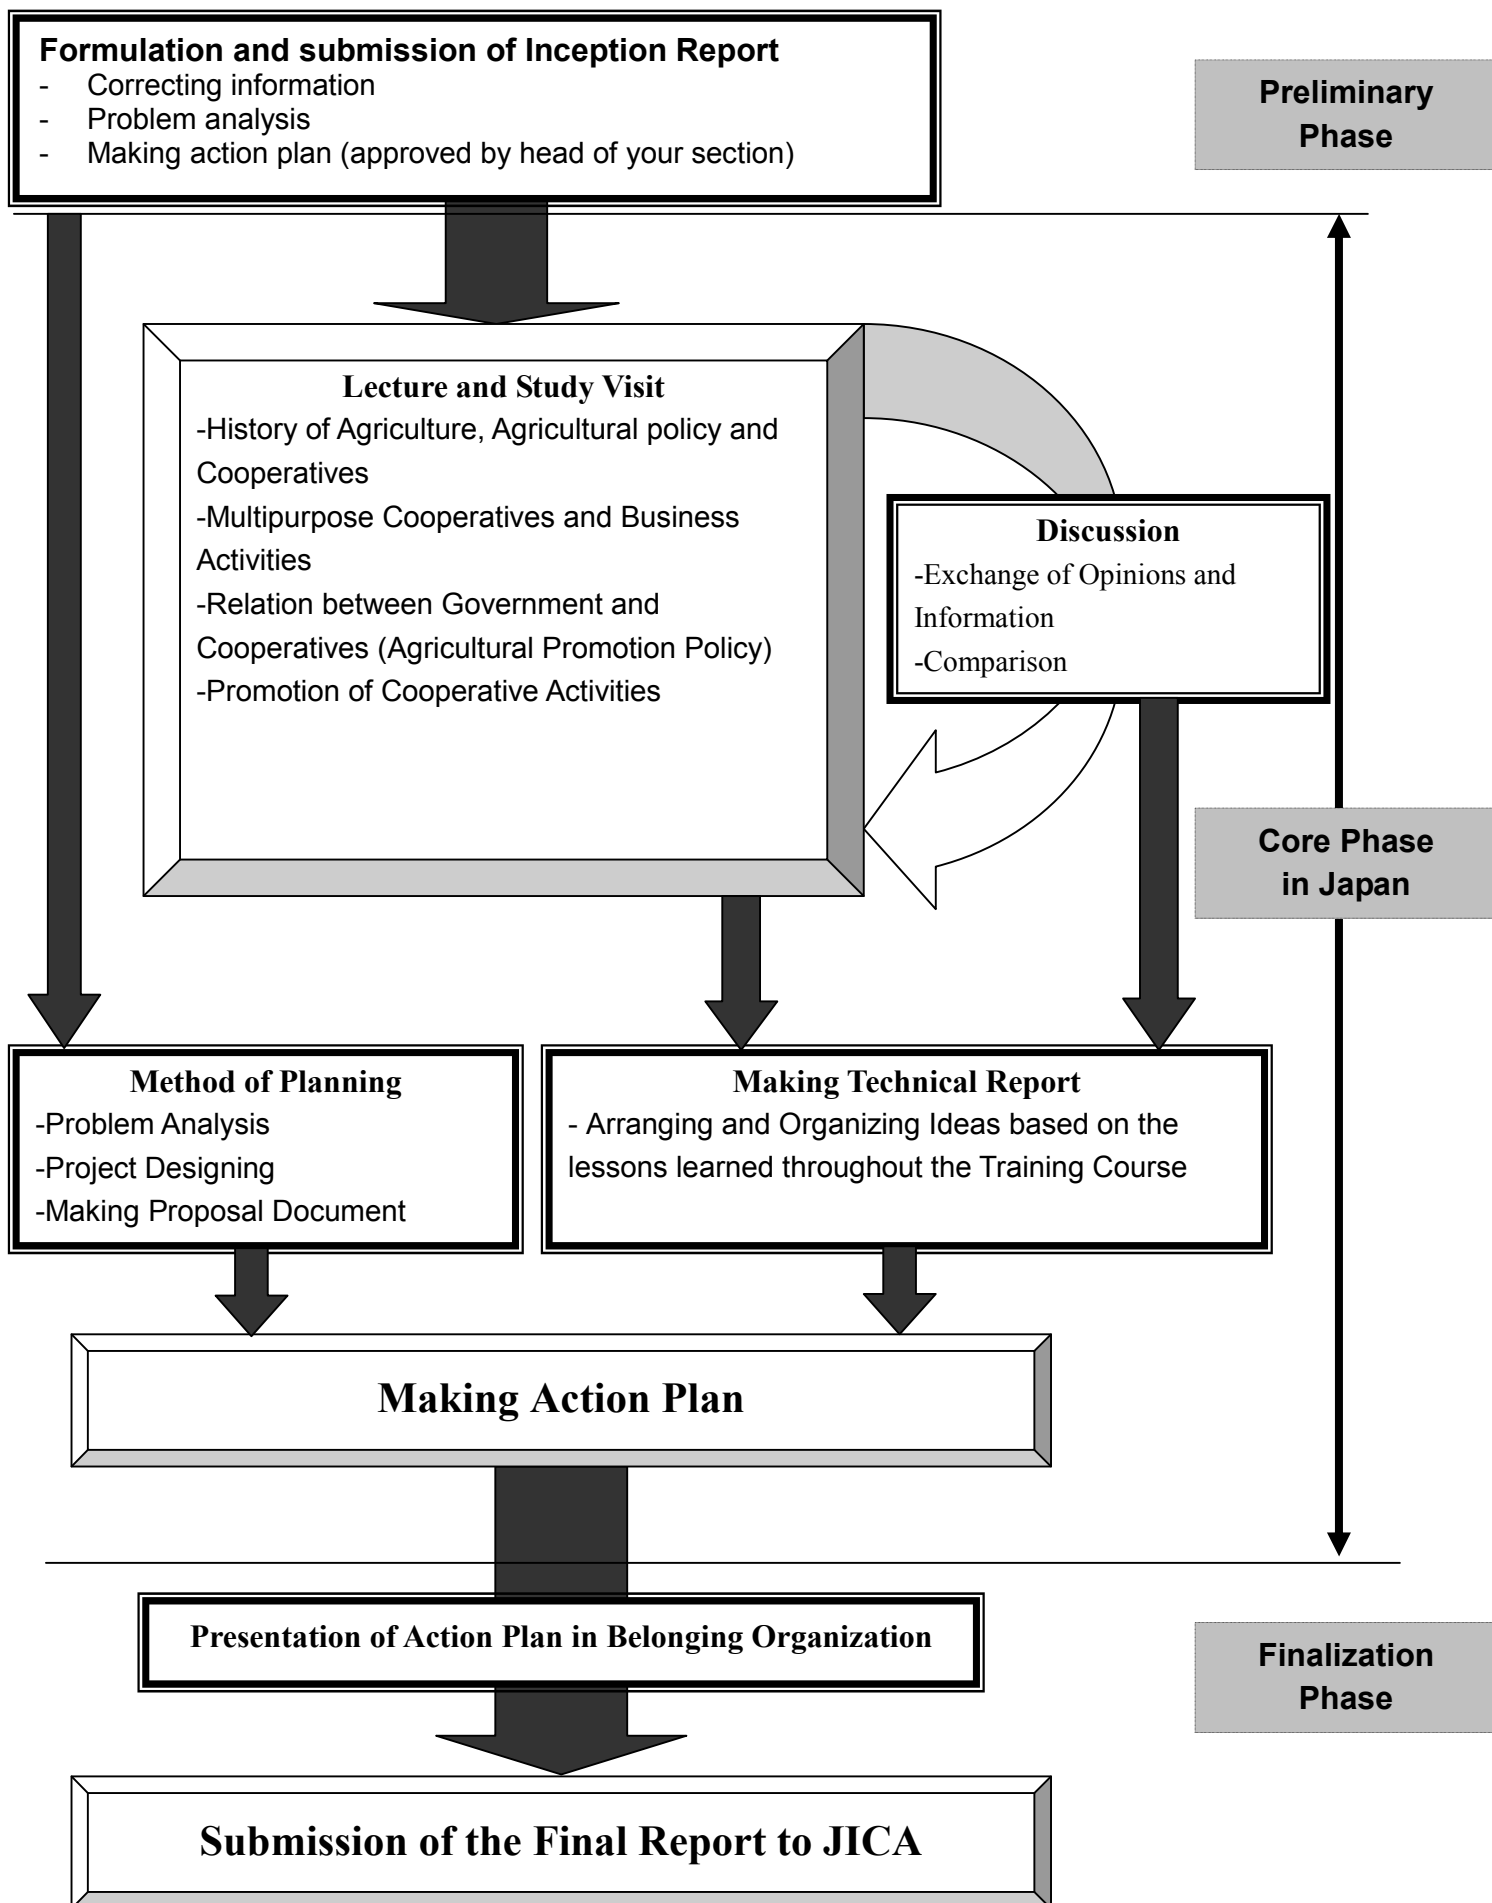 Formulation and submission of Inception Report
- Correcting information
- Problem analysis
- Making action plan (approved by head of your section)
Preliminary
Phase
Lecture and Study Visit
-History of Agriculture, Agricultural policy and
Cooperatives
-Multipurpose Cooperatives and Business
Activities
-Relation between Government and
Cooperatives (Agricultural Promotion Policy)
-Promotion of Cooperative Activities
Discussion
-Exchange of Opinions and
Information
-Comparison
Core Phase
in Japan
Method of Planning
-Problem Analysis
-Project Designing
-Making Proposal Document
Making Technical Report
- Arranging and Organizing Ideas based on the
lessons learned throughout the Training Course
Making Action Plan
Presentation of Action Plan in Belonging Organization
Finalization
Phase
Submission of the Final Report to JICA